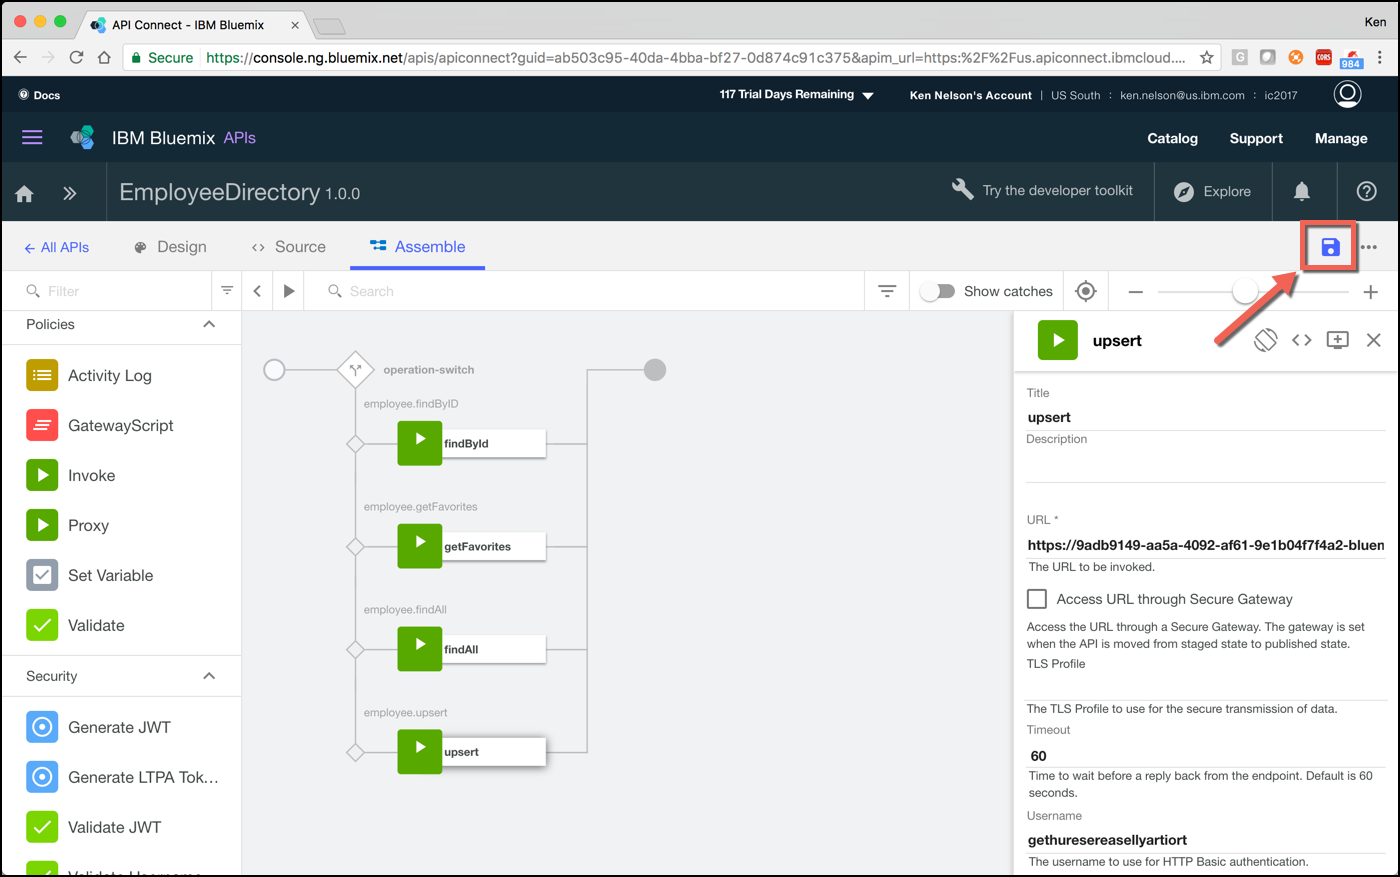 API Connect - IBM Bluemix
Ken
Secure
https://console.ng.bluemix.net/apis/apiconnect?guid=ab503c95-40da-4bba-bf27-0d874c91c375&apim_url=https:%2F%2Fus.apiconnect.ibmcloud....
G
CORS
984
Docs
117 Trial Days Remaining
Ken Nelson's Account | US South : ken.nelson@us.ibm.com : ic2017
IBM Bluemix APIs
Catalog
Support
Manage
EmployeeDirectory 1.0.0
Try the developer toolkit
Explore
← All APIs
Design
Source
Assemble
Filter
Search
Show catches
Policies
Activity Log
GatewayScript
Invoke
Proxy
Set Variable
Validate
Security
Generate JWT
Generate LTPA Tok...
Validate JWT
Validate Username
operation-switch
employee.findByID
findById
employee.getFavorites
getFavorites
employee.findAll
findAll
employee.upsert
upsert
upsert
Title
upsert
Description
URL *
https://9adb9149-aa5a-4092-af61-9e1b04f7f4a2-bluem
The URL to be invoked.
Access URL through Secure Gateway
Access the URL through a Secure Gateway. The gateway is set
when the API is moved from staged state to published state.
TLS Profile
The TLS Profile to use for the secure transmission of data.
Timeout
60
Time to wait before a reply back from the endpoint. Default is 60
seconds.
Username
gethuresereasellyartiort
The username to use for HTTP Basic authentication.